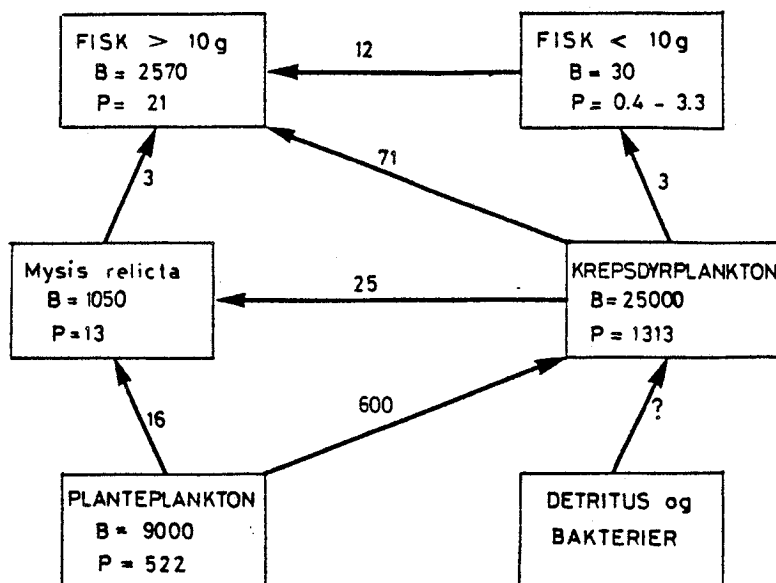 FISK > 10g
B = 2570
P = 21
12
FISK < 10g
B = 30
P = 0.4 - 3.3
3
71
3
Mysis relicta
B = 1050
P = 13
25
KREPSDYRPLANKTON
B = 25000
P = 1313
16
600
?
PLANTEPLANKTON
B = 9000
P = 522
DETRITUS og
BAKTERIER